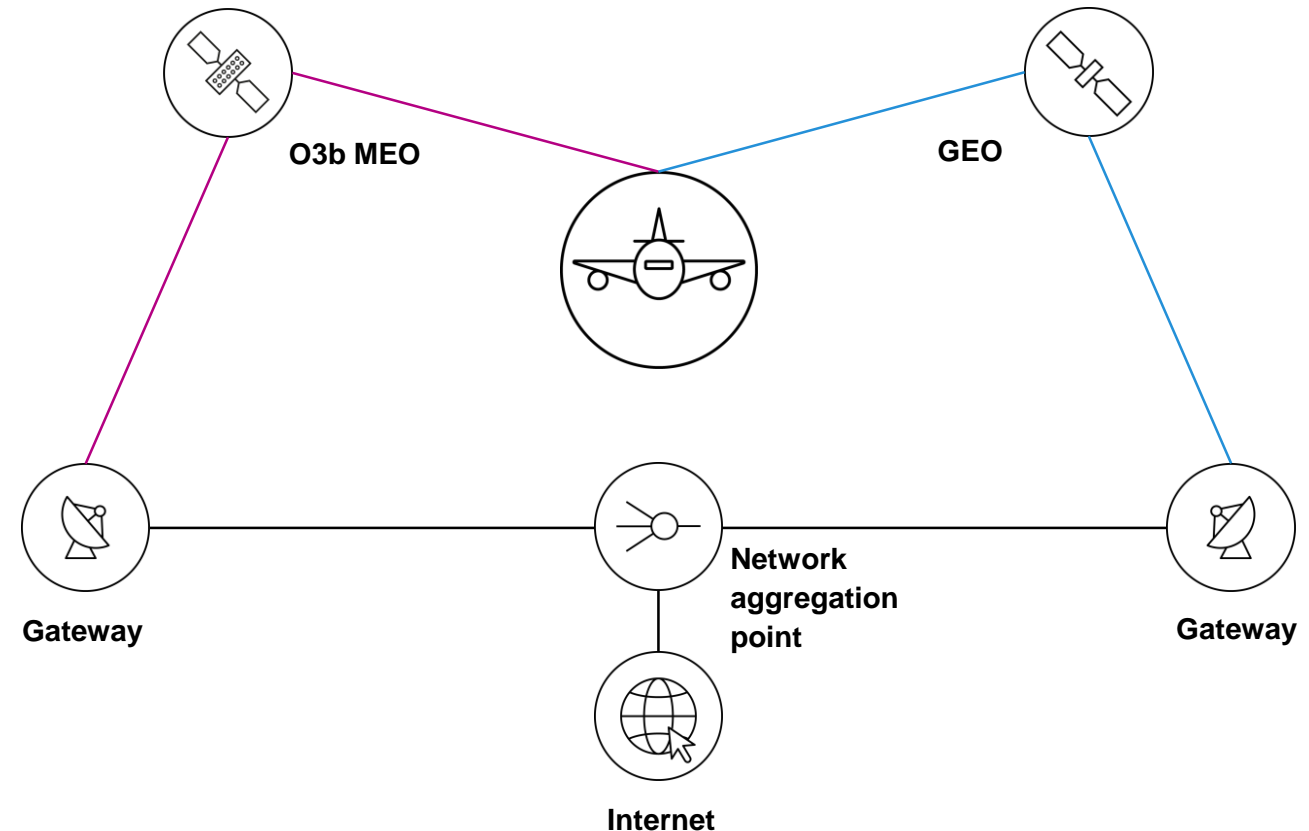 O3b MEO
GEO
Network
aggregation
point
Gateway
Gateway
Internet